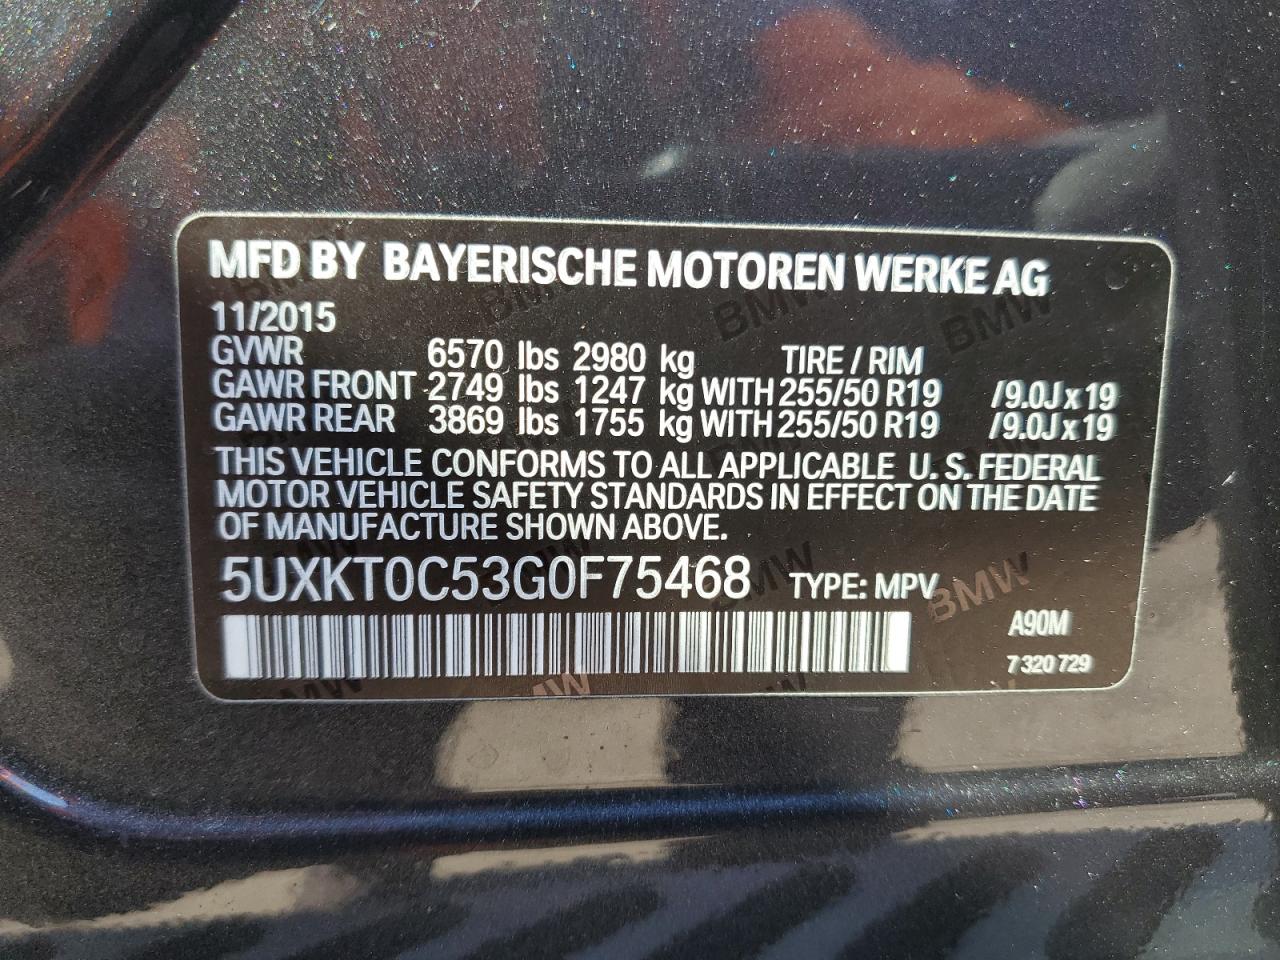 MFD BY BAYERISCHE MOTOREN WERKE AG
11/2015
GVWR 6570 lbs 2980 kg TIRE / RIM
GAWR FRONT 2749 lbs 1247 kg WITH 255/50 R19 /9.0J x 19
GAWR REAR 3869 lbs 1755 kg WITH 255/50 R19 /9.0J x 19
THIS VEHICLE CONFORMS TO ALL APPLICABLE U. S. FEDERAL
MOTOR VEHICLE SAFETY STANDARDS IN EFFECT ON THE DATE
OF MANUFACTURE SHOWN ABOVE.
5UXKT0C53G0F75468 TYPE: MPV
A90M
7 320 729